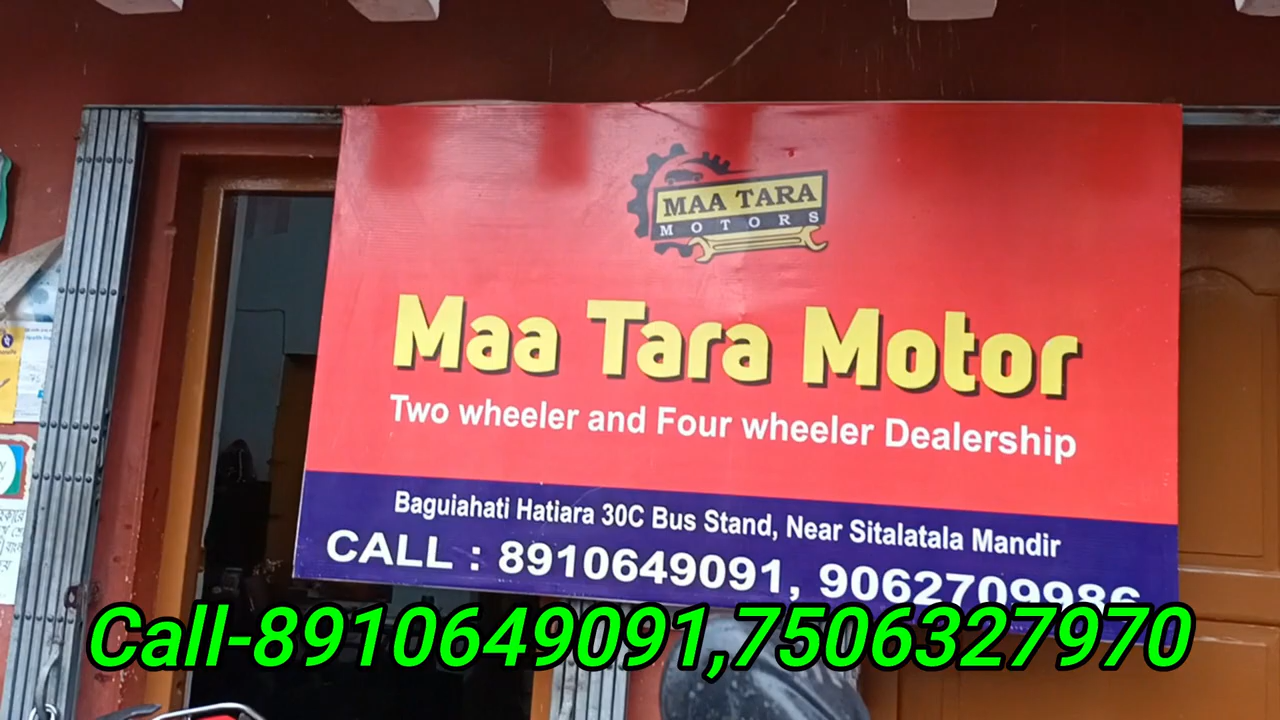 MAA TARA
MOTORS
Maa Tara Motor
Two wheeler and Four wheeler Dealership
Baguiahati Hatiara 30C Bus Stand, Near Sitalatala Mandir
CALL : 8910649091, 9062709986
Call-8910649091,7506327970